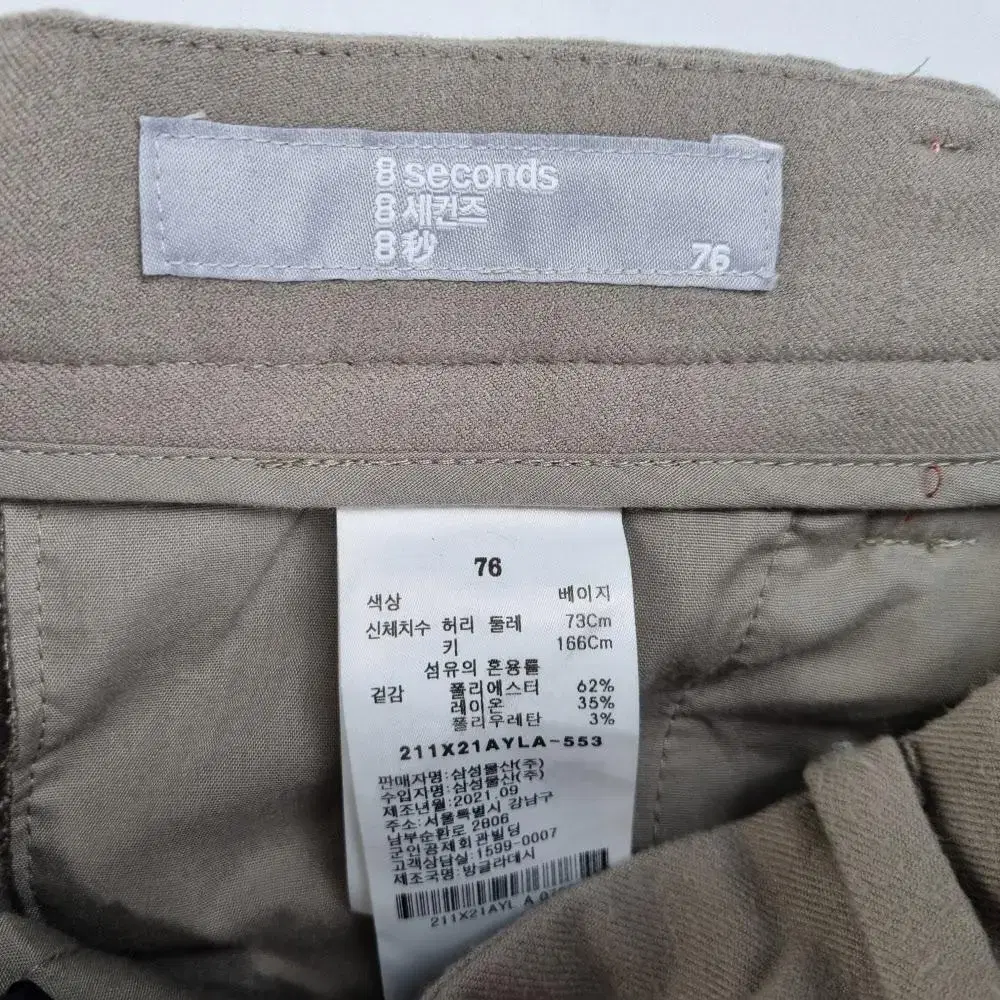 8 seconds
8 세컨즈
8 秒
76
76
색상 베이지
신체치수 허리 둘레 73Cm
키 166Cm
섬유의 혼용률
겉감 폴리에스터 62%
레이온 35%
폴리우레탄 3%
211X21AYLA-553
판매자명:삼성물산(주)
수입자명:삼성물산(주)
제조년월:2021.09
주소:서울특별시 강남구
남부순환로 2806
군인공제회관빌딩
고객상담실:1599-0007
제조국명:방글라데시
211X21AYL A